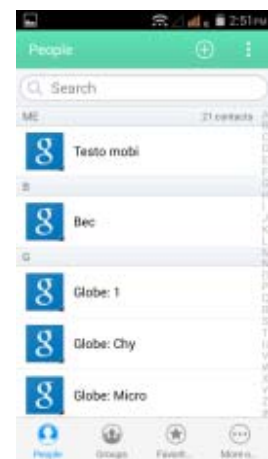 2:51PM
People
Search
ME 21 contacts
Testo mobi
B
Bec
G
Globe: 1
Globe: Chy
Globe: Micro
People Groups Favorit... More o...